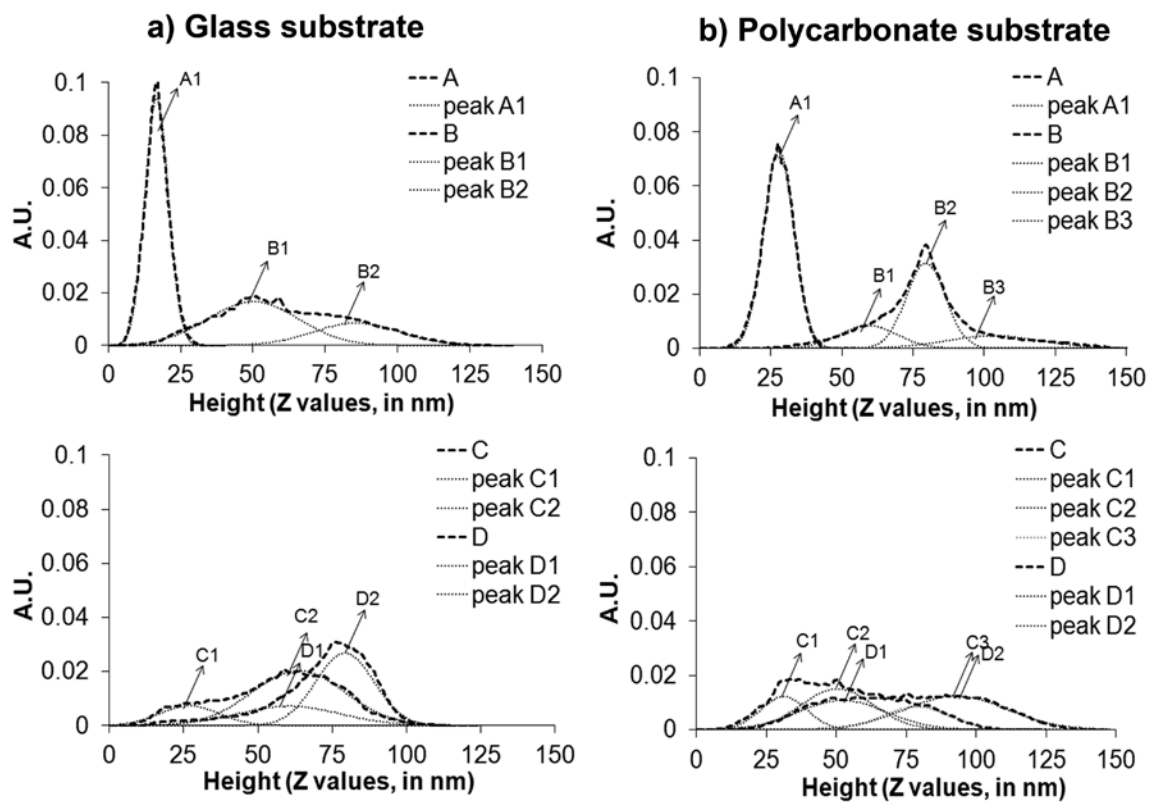 a) Glass substrate
A.U.
0.1
0.08
0.06
0.04
0.02
0
A1
B1
B2
A
peak A1
B
peak B1
peak B2
0 25 50 75 100 125 150
Height (Z values, in nm)
b) Polycarbonate substrate
A.U.
0.1
0.08
0.06
0.04
0.02
0
A1
B1
B2
B3
A
peak A1
B
peak B1
peak B2
peak B3
0 25 50 75 100 125 150
Height (Z values, in nm)
A.U.
0.1
0.08
0.06
0.04
0.02
0
C1
C2
D1
D2
C
peak C1
peak C2
D
peak D1
peak D2
0 25 50 75 100 125 150
Height (Z values, in nm)
A.U.
0.1
0.08
0.06
0.04
0.02
0
C1
C2
D1
C3
D2
C
peak C1
peak C2
peak C3
D
peak D1
peak D2
0 25 50 75 100 125 150
Height (Z values, in nm)